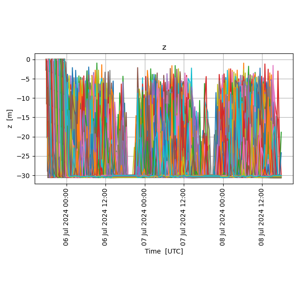 z
0
−5
−10
−15
−20
−25
−30
z [m]
06 Jul 2024 00:00
06 Jul 2024 12:00
07 Jul 2024 00:00
07 Jul 2024 12:00
08 Jul 2024 00:00
08 Jul 2024 12:00
Time [UTC]